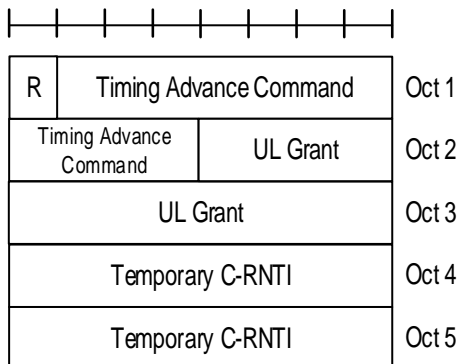 R Timing Advance Command Oct 1
Timing Advance
Command UL Grant Oct 2
UL Grant Oct 3
Temporary C-RNTI Oct 4
Temporary C-RNTI Oct 5